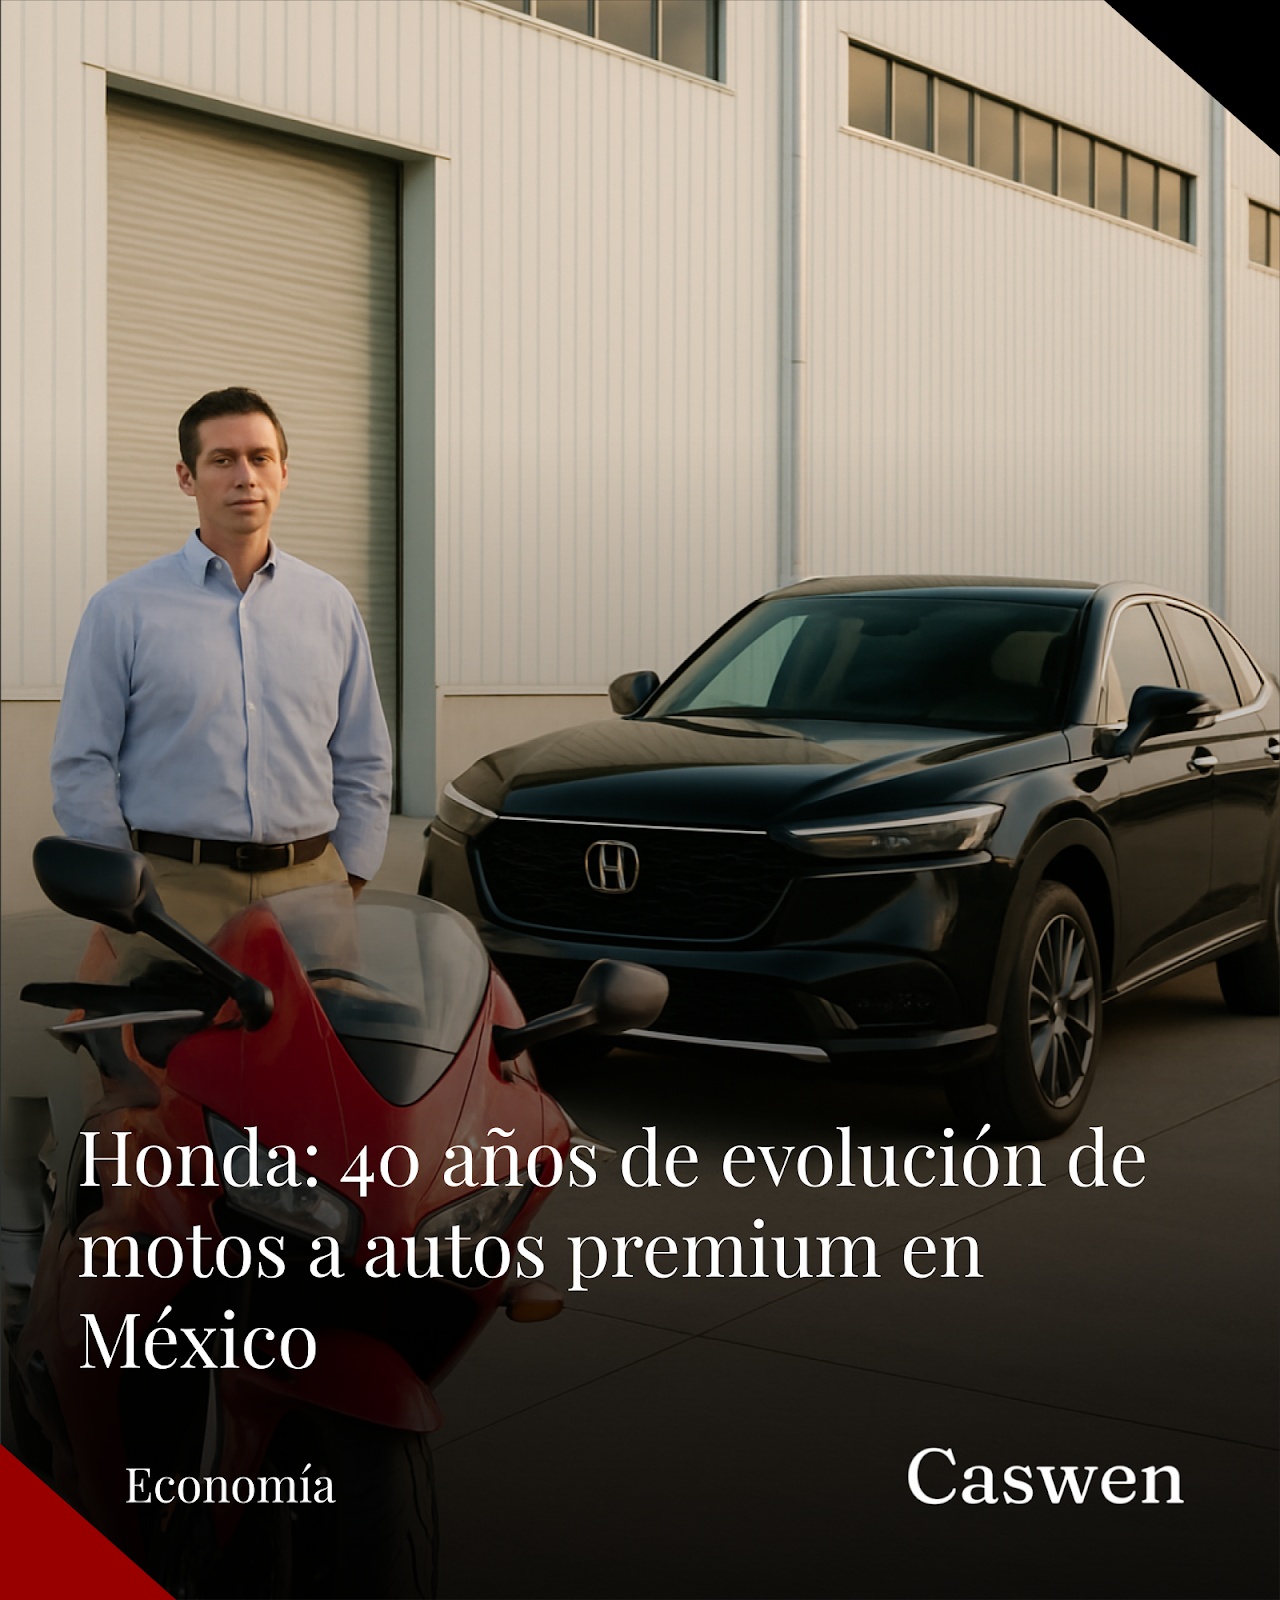 Honda: 40 años de evolución de
motos a autos premium en
México
Economía
Caswen